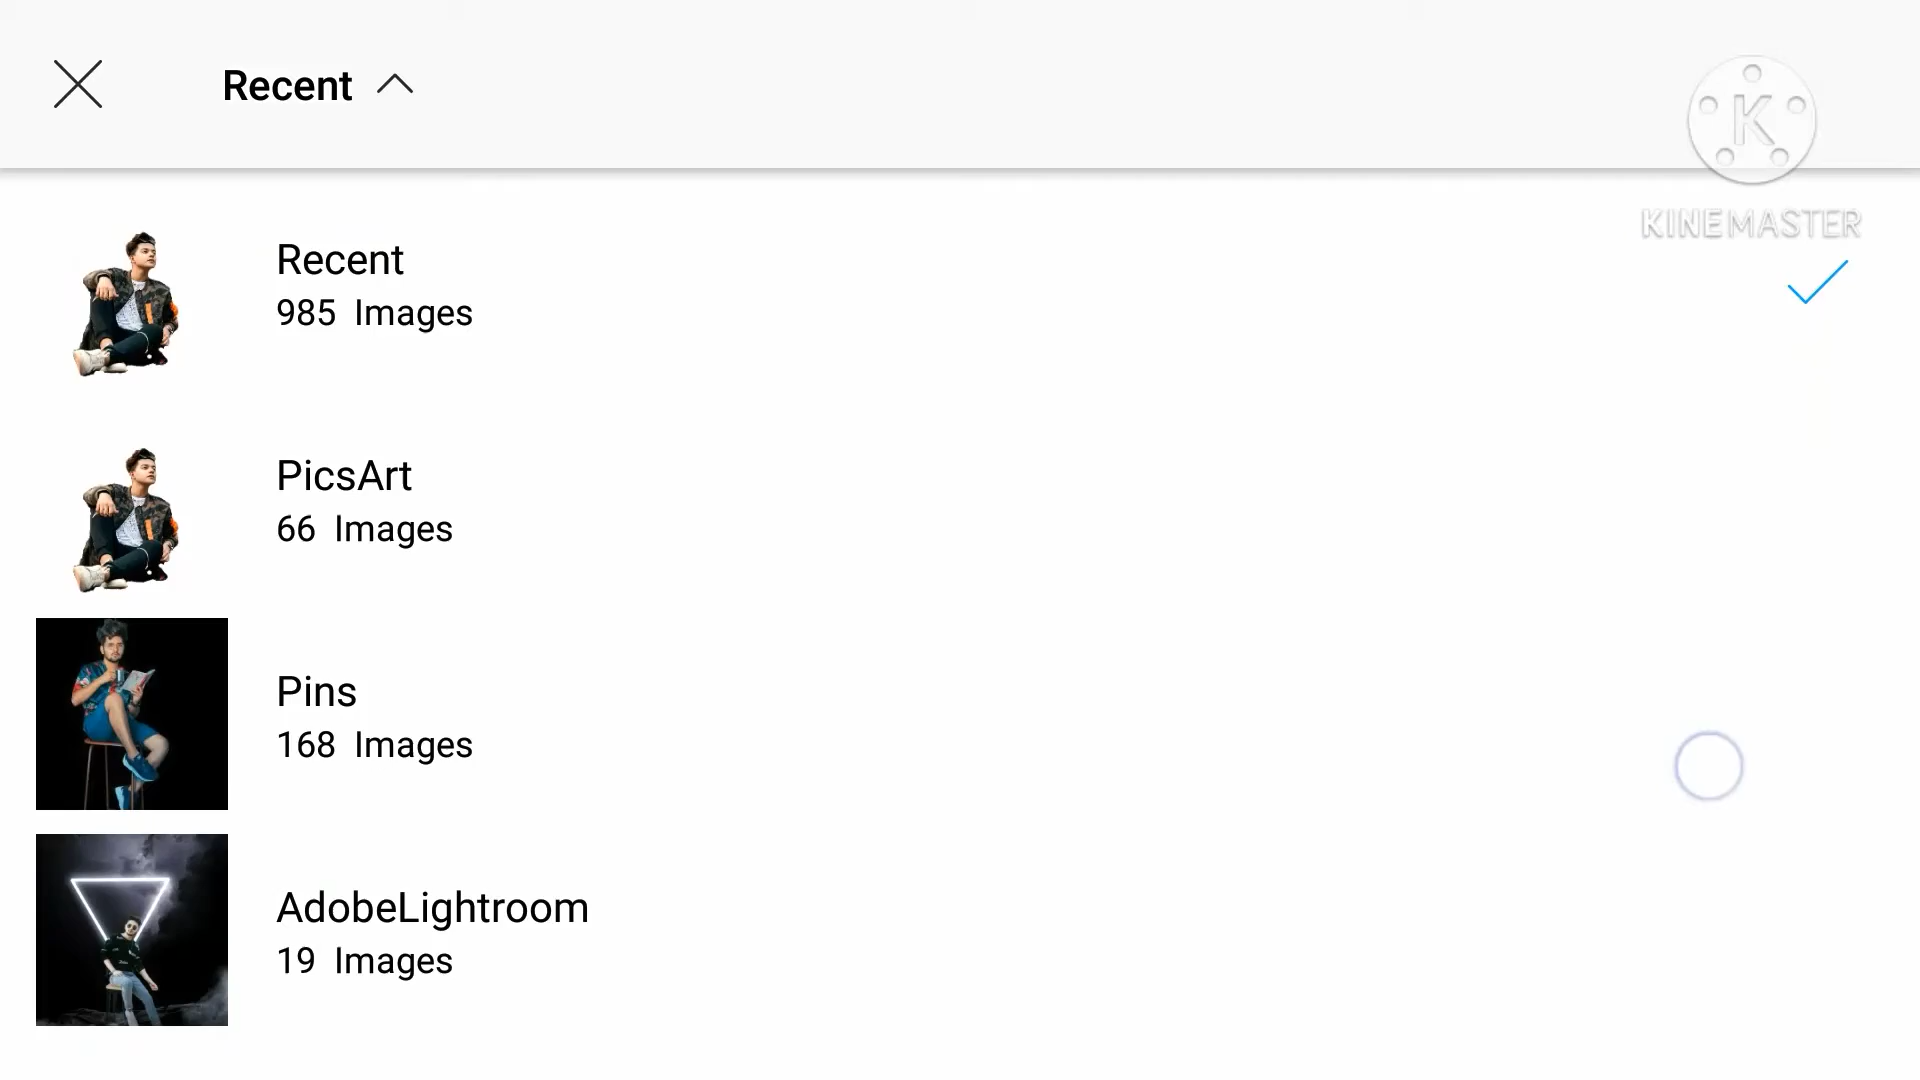 Recent
K
KINEMASTER
Recent
985 Images
PicsArt
66 Images
Pins
168 Images
AdobeLightroom
19 Images